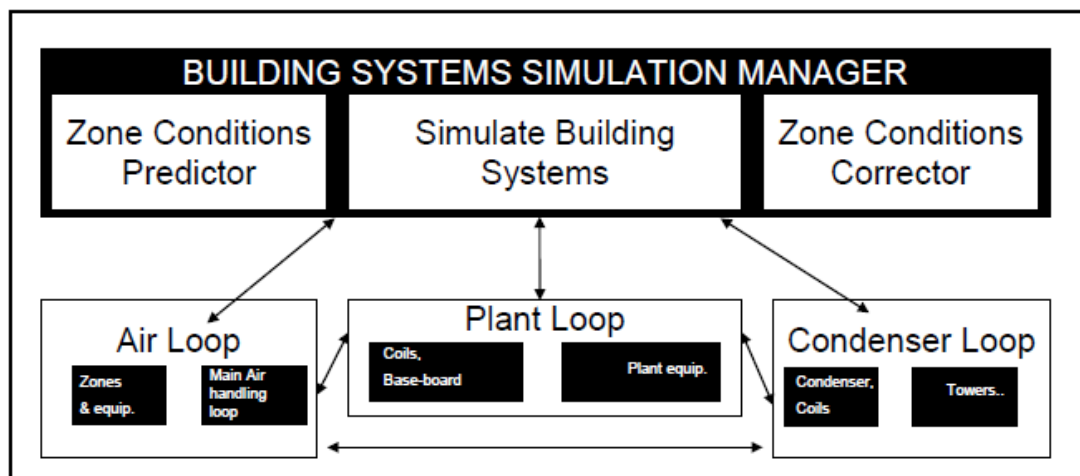 BUILDING SYSTEMS SIMULATION MANAGER
Zone Conditions
Predictor
Simulate Building
Systems
Zone Conditions
Corrector
Air Loop
Zones
& equip.
Main Air
handling
loop
Plant Loop
Coils,
Base-board
Plant equip.
Condenser Loop
Condenser,
Coils
Towers..